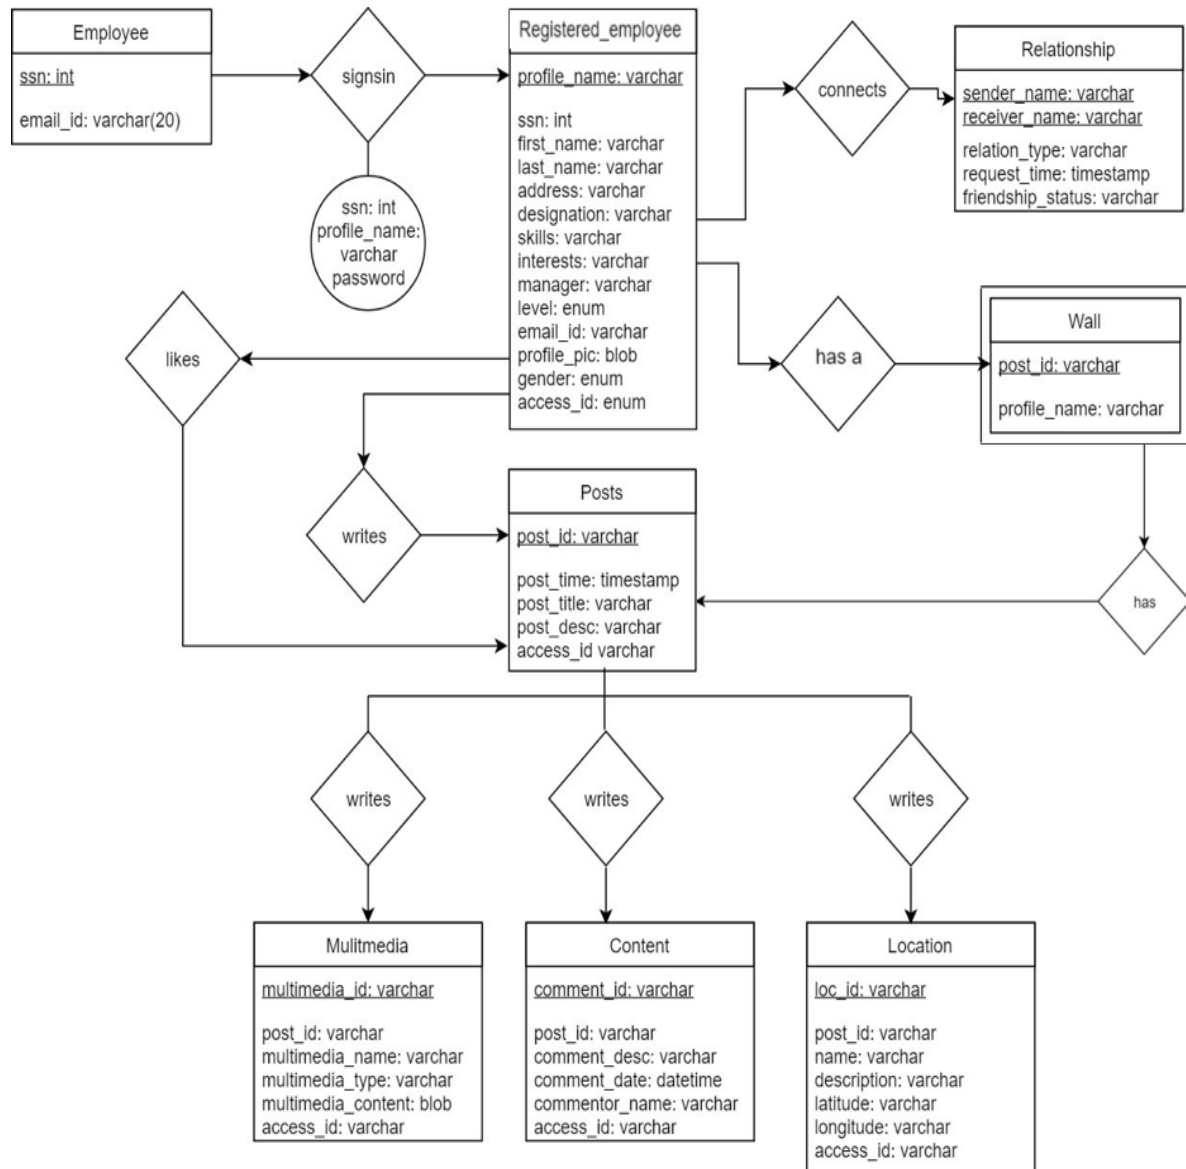 Employee
ssn: int
email_id: varchar(20)
signsin
ssn: int
profile_name:
varchar
password
Registered_employee
profile_name: varchar
ssn: int
first_name: varchar
last_name: varchar
address: varchar
designation: varchar
skills: varchar
interests: varchar
manager: varchar
level: enum
email_id: varchar
profile_pic: blob
gender: enum
access_id: enum
connects
Relationship
sender_name: varchar
receiver_name: varchar
relation_type: varchar
request_time: timestamp
friendship_status: varchar
has a
Wall
post_id: varchar
profile_name: varchar
likes
writes
Posts
post_id: varchar
post_time: timestamp
post_title: varchar
post_desc: varchar
access_id varchar
has
writes
writes
writes
Mulitmedia
multimedia_id: varchar
post_id: varchar
multimedia_name: varchar
multimedia_type: varchar
multimedia_content: blob
access_id: varchar
Content
comment_id: varchar
post_id: varchar
comment_desc: varchar
comment_date: datetime
commentor_name: varchar
access_id: varchar
Location
loc_id: varchar
post_id: varchar
name: varchar
description: varchar
latitude: varchar
longitude: varchar
access_id: varchar